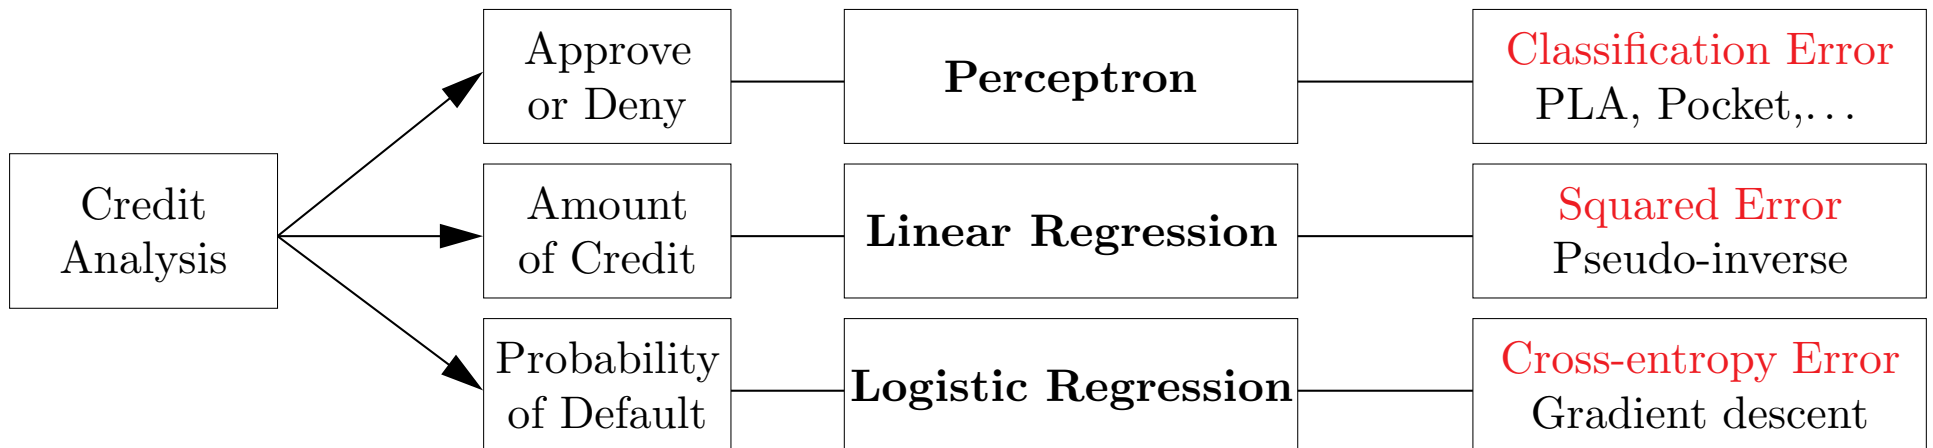 Credit
Analysis
Approve
or Deny
Perceptron
Classification Error
PLA, Pocket,...
Amount
of Credit
Linear Regression
Squared Error
Pseudo-inverse
Probability
of Default
Logistic Regression
Cross-entropy Error
Gradient descent